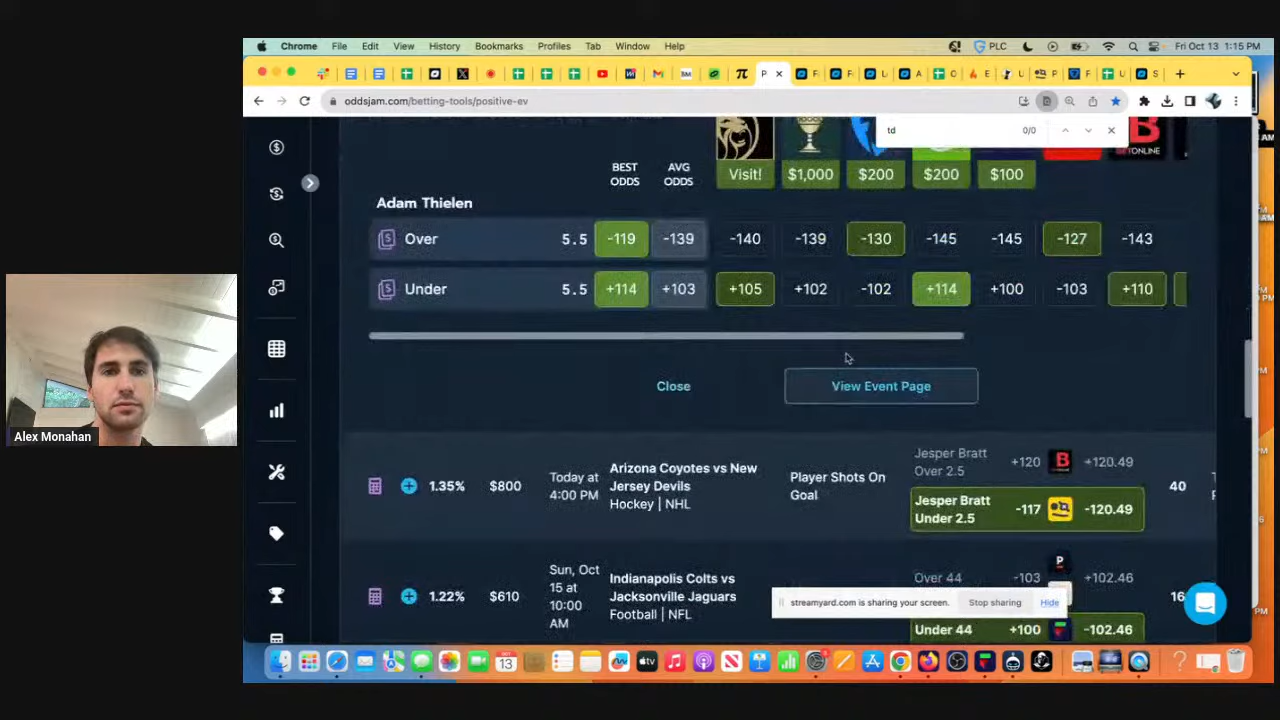 Chrome File Edit View History Bookmarks Profiles Tab Window Help PLC Fri Oct 13 1:15 PM
oddsjam.com/betting-tools/positive-ev
td 0/0
BETONLINE
BEST ODDS AVG ODDS Visit! $1,000 $200 $200 $100
Adam Thielen
Over 5.5 -119 -139 -140 -139 -130 -145 -145 -127 -143
Under 5.5 +114 +103 +105 +102 -102 +114 +100 -103 +110
Close View Event Page
Alex Monahan
1.35% $800 Today at 4:00 PM Arizona Coyotes vs New Jersey Devils Hockey | NHL Player Shots On Goal Jesper Bratt Over 2.5 +120 +120.49 40
Jesper Bratt Under 2.5 -117 -120.49
1.22% $610 Sun, Oct 15 at 10:00 AM Indianapolis Colts vs Jacksonville Jaguars Football | NFL Over 44 -103 +102.46 16
Under 44 +100 -102.46
streamyard.com is sharing your screen. Stop sharing Hide